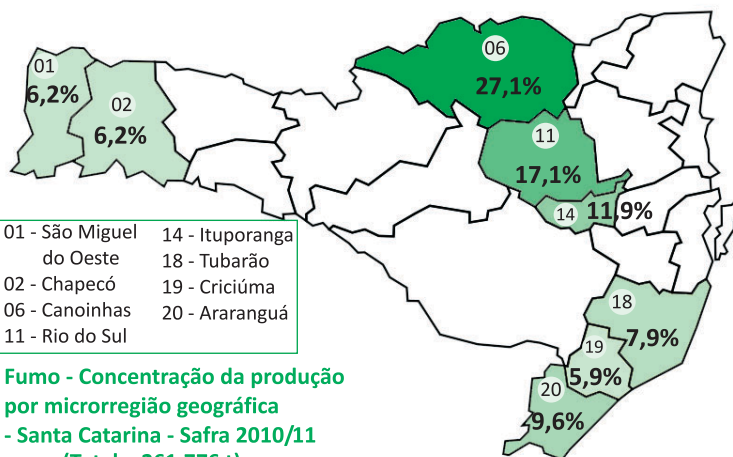 01
6,2%
02
6,2%
06
27,1%
11
17,1%
14
11,9%
18
7,9%
19
5,9%
20
9,6%
01 - São Miguel
do Oeste
02 - Chapecó
06 - Canoinhas
11 - Rio do Sul
14 - Ituporanga
18 - Tubarão
19 - Criciúma
20 - Araranguá
Fumo - Concentração da produção
por microrregião geográfica
- Santa Catarina - Safra 2010/11
(Total: 261.776 t)